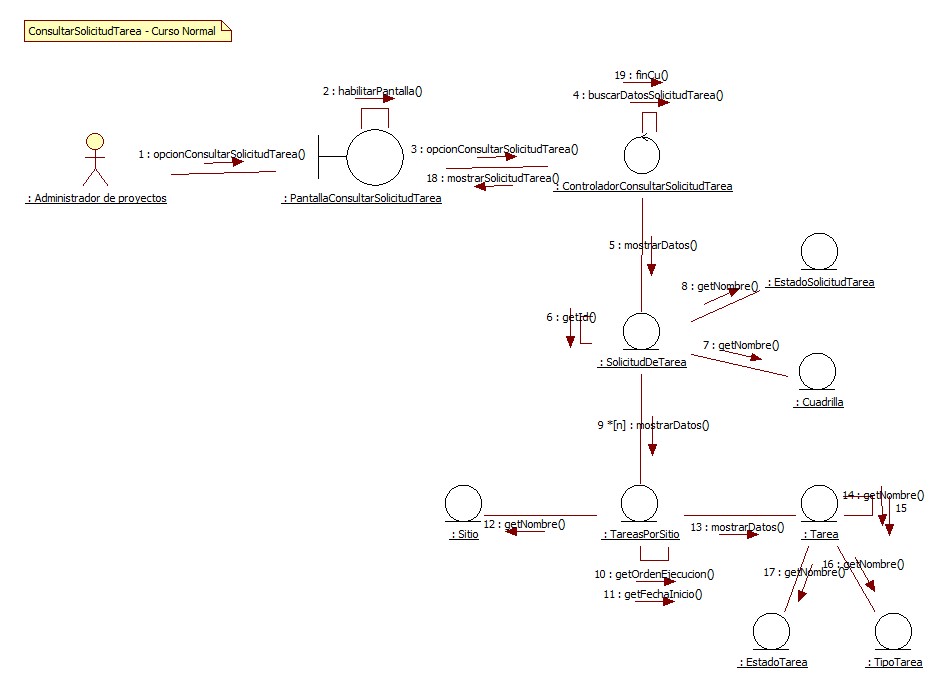 ConsultarSolicitudTarea - Curso Normal
19 : finCu()
2 : habilitarPantalla()
4 : buscarDatosSolicitudTarea()
1 : opcionConsultarSolicitudTarea()
3 : opcionConsultarSolicitudTarea()
18 : mostrarSolicitudTarea()
: Administrador de proyectos
: PantallaConsultarSolicitudTarea
: ControladorConsultarSolicitudTarea
5 : mostrarDatos()
8 : getNombre()
: EstadoSolicitudTarea
6 : getId()
7 : getNombre()
: SolicitudDeTarea
: Cuadrilla
9 *[n] : mostrarDatos()
14 : getNombre()
15
12 : getNombre()
13 : mostrarDatos()
: Sitio
: TareasPorSitio
: Tarea
10 : getOrdenEjecucion()
11 : getFechaInicio()
17 : getNombre()
16 : getNombre()
: EstadoTarea
: TipoTarea